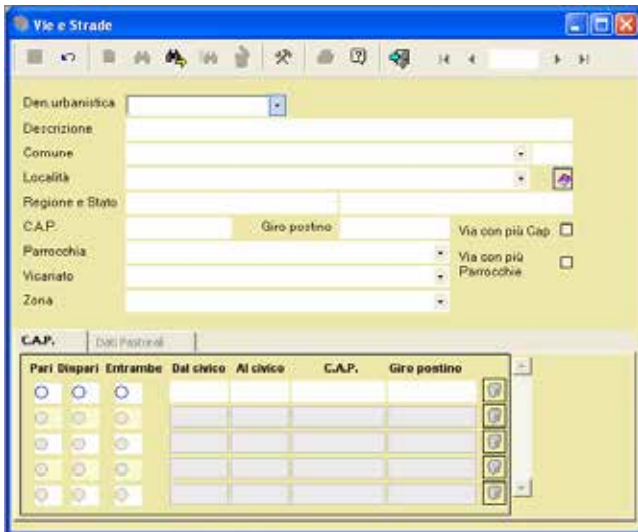 Vie e Strade
Den.urbanistica
Descrizione
Comune
Località
Regione e Stato
C.A.P. Giro postino Via con più Cap
Parrocchia Via con più Parrocchie
Vicariato
Zona
C.A.P. Dati Pastorali
Pari Dispari Entrambe Dal civico Al civico C.A.P. Giro postino